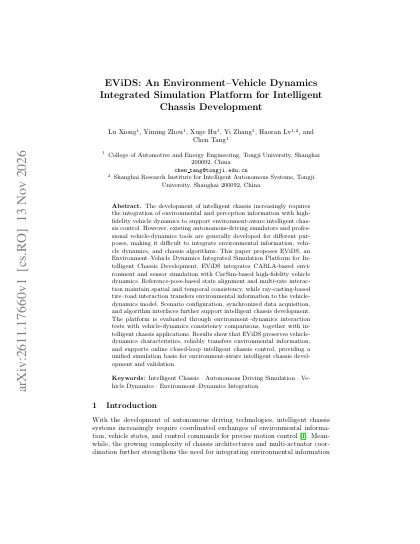 EViDS: An Environment–Vehicle Dynamics
Integrated Simulation Platform for Intelligent
Chassis Development
Lu Xiong1, Yiming Zhou1, Xuge Hu1, Yi Zhang1, Haoran Lv1,2, and
Chen Tang1
1 College of Automotive and Energy Engineering, Tongji University, Shanghai
200092, China
chen_tang@tongji.edu.cn
2 Shanghai Research Institute for Intelligent Autonomous Systems, Tongji
University, Shanghai 200092, China
Abstract. The development of intelligent chassis increasingly requires
the integration of environmental and perception information with high-
fidelity vehicle dynamics to support environment-aware intelligent chas-
sis control. However, existing autonomous-driving simulators and profes-
sional vehicle-dynamics tools are generally developed for different pur-
poses, making it difficult to integrate environment information, vehi-
cle dynamics, and chassis algorithms. This paper proposes EViDS, an
Environment–Vehicle Dynamics Integrated Simulation Platform for In-
telligent Chassis Development. EViDS integrates CARLA-based envi-
ronment and sensor simulation with CarSim-based high-fidelity vehicle
dynamics. Reference-pose-based state alignment and multi-rate interac-
tion maintain spatial and temporal consistency, while ray-casting-based
tire–road interaction transfers environmental information to the vehicle-
dynamics model. Scenario configuration, synchronized data acquisition,
and algorithm interfaces further support intelligent chassis development.
The platform is evaluated through environment–dynamics interaction
tests with vehicle-dynamics consistency comparisons, together with in-
telligent chassis applications. Results show that EViDS preserves vehicle-
dynamics characteristics, reliably transfers environment information,
and supports online closed-loop intelligent chassis control, providing a
unified simulation basis for environment-aware intelligent chassis devel-
opment and validation.
Keywords: Intelligent Chassis · Autonomous Driving Simulation · Ve-
hicle Dynamics · Environment–Dynamics Integration
1 Introduction
With the development of autonomous driving technologies, intelligent chassis
systems increasingly require coordinated exchanges of environmental informa-
tion, vehicle states, and control commands for precise motion control [1]. Mean-
while, the growing complexity of chassis architectures and multi-actuator coor-
dination further strengthens the need for integrating environmental information
arXiv:2611.17660v1 [cs.RO] 13 Nov 2026